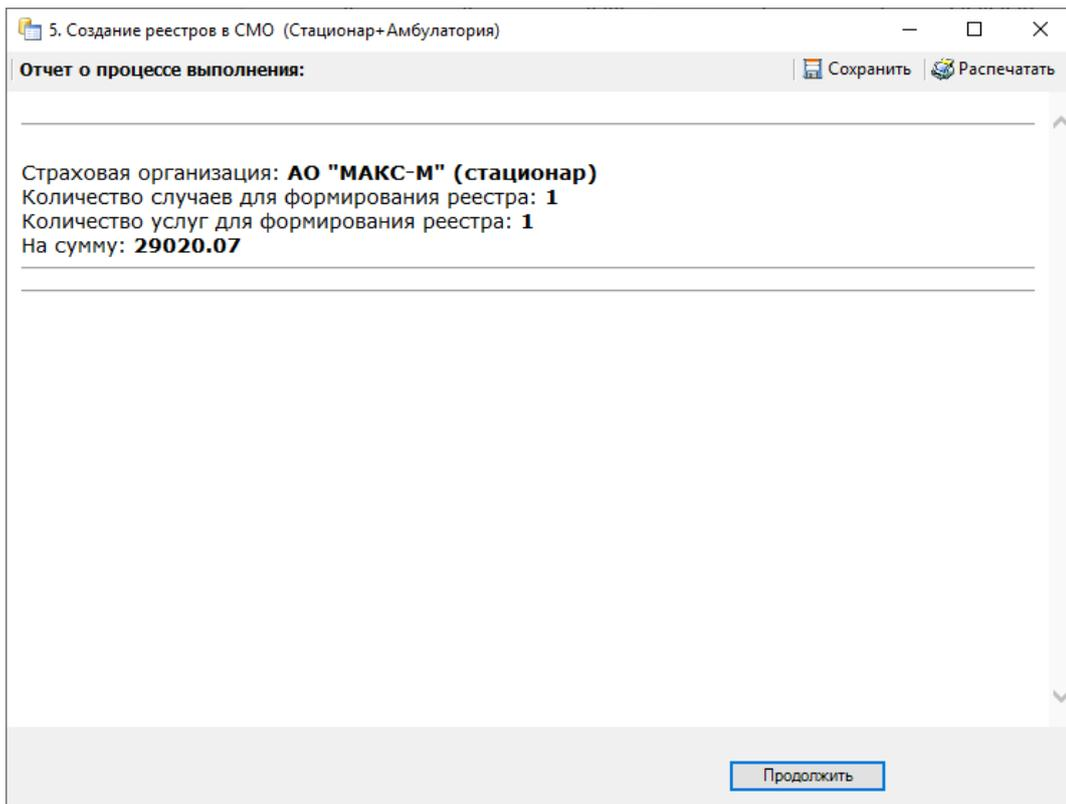 5. Создание реестров в СМО (Стационар+Амбулатория)
Отчет о процессе выполнения: Сохранить Распечатать
Страховая организация: АО "МАКС-М" (стационар)
Количество случаев для формирования реестра: 1
Количество услуг для формирования реестра: 1
На сумму: 29020.07
Продолжить